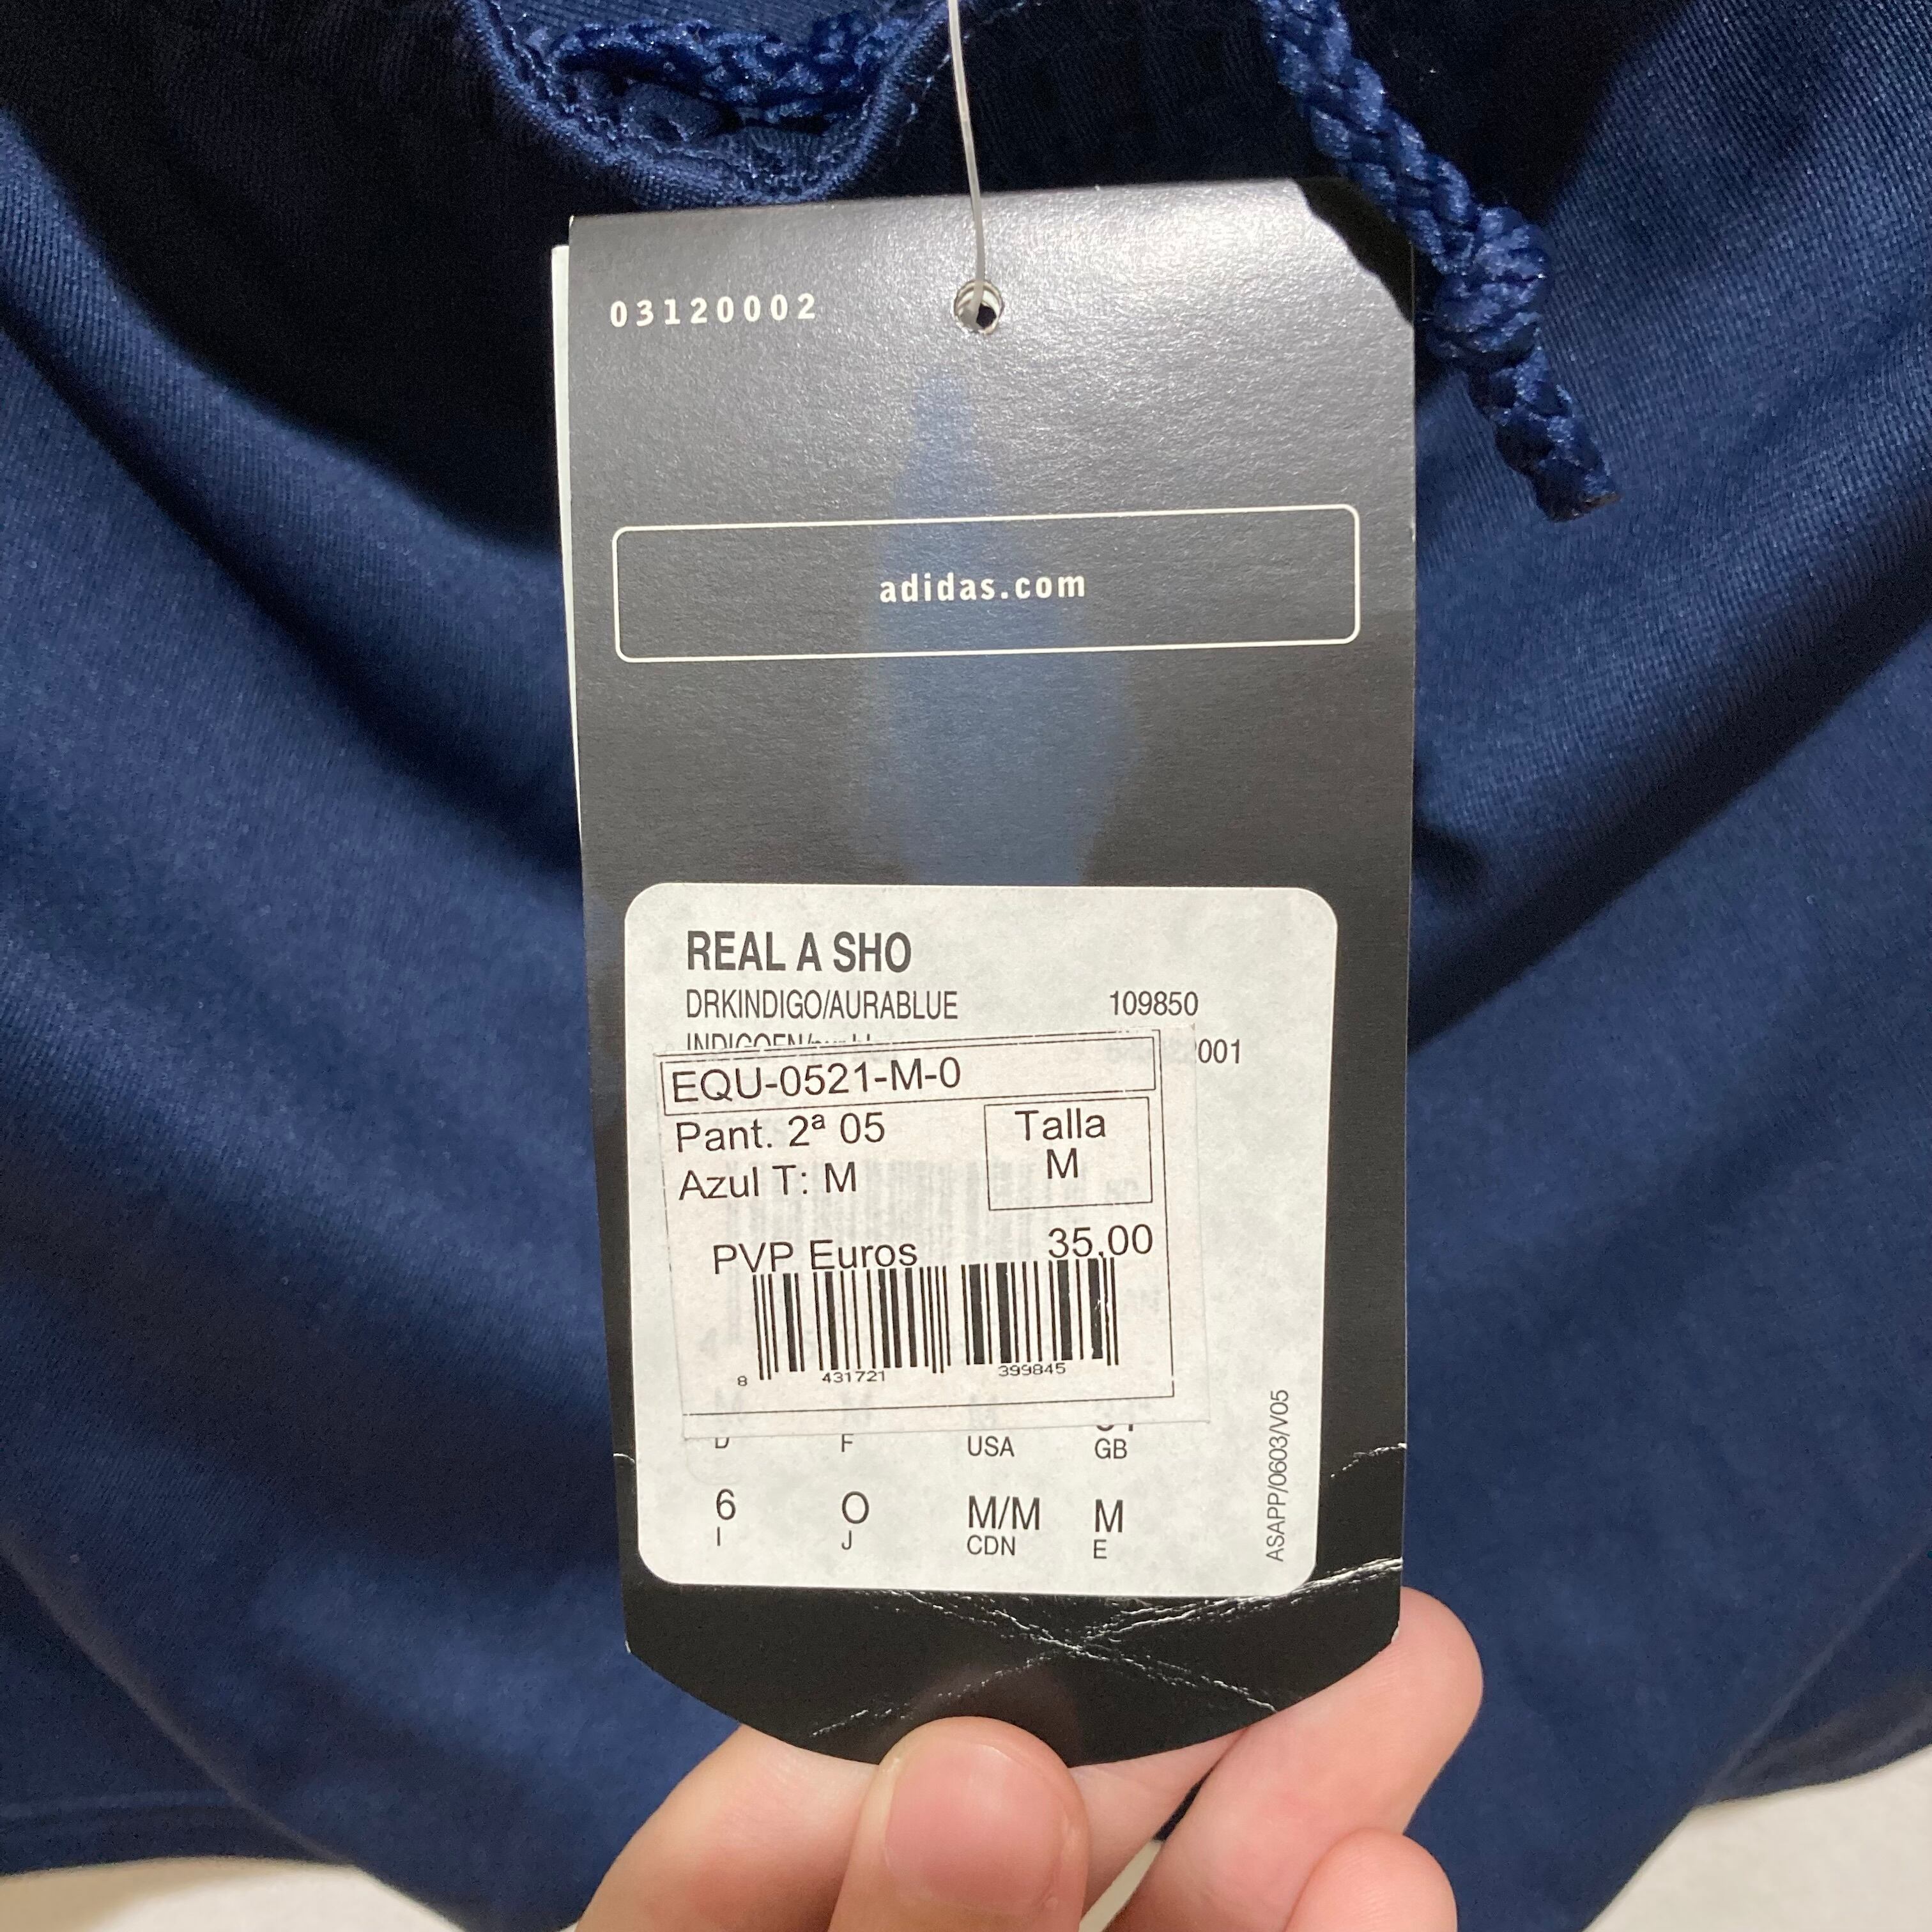 03120002
adidas.com
REAL A SHO
DRKINDIGO/AURABLUE 109850
001
EQU-0521-M-0
Pant. 2ª 05
Azul T: M
Talla
M
PVP Euros 35,00
8 431721 399845
D F USA GB
6 O M/M M
I J CDN E
ASAPP/0603/V05